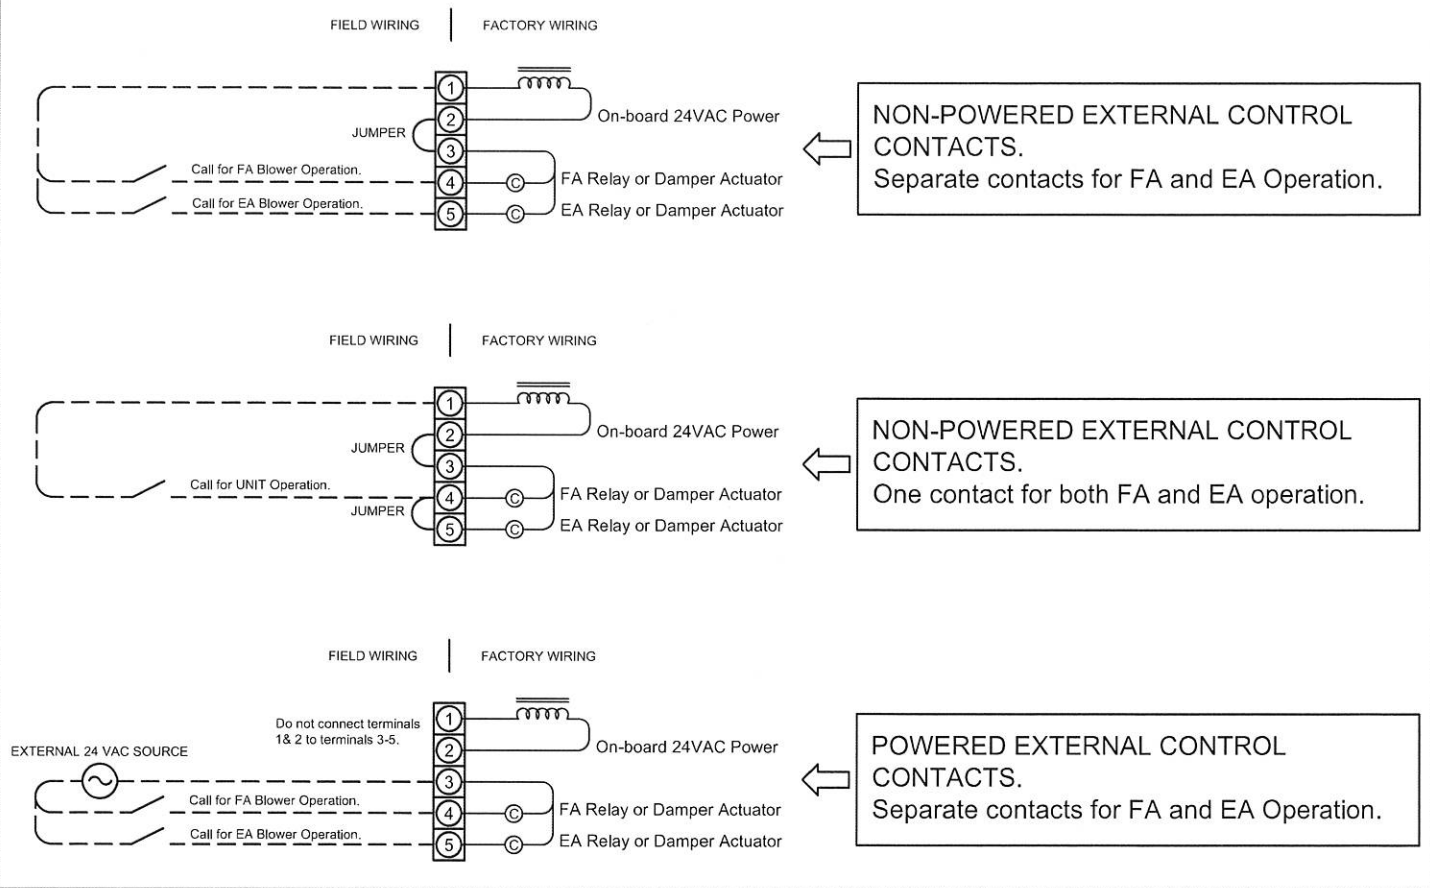 FIELD WIRING
FACTORY WIRING
1
2
3
4
5
JUMPER
On-board 24VAC Power
Call for FA Blower Operation.
C
FA Relay or Damper Actuator
Call for EA Blower Operation.
C
EA Relay or Damper Actuator
NON-POWERED EXTERNAL CONTROL
CONTACTS.
Separate contacts for FA and EA Operation.
FIELD WIRING
FACTORY WIRING
1
2
3
4
5
On-board 24VAC Power
JUMPER
Call for UNIT Operation.
C
FA Relay or Damper Actuator
JUMPER
C
EA Relay or Damper Actuator
NON-POWERED EXTERNAL CONTROL
CONTACTS.
One contact for both FA and EA operation.
FIELD WIRING
FACTORY WIRING
Do not connect terminals
1& 2 to terminals 3-5.
1
2
3
4
5
On-board 24VAC Power
EXTERNAL 24 VAC SOURCE
Call for FA Blower Operation.
C
FA Relay or Damper Actuator
Call for EA Blower Operation.
C
EA Relay or Damper Actuator
POWERED EXTERNAL CONTROL
CONTACTS.
Separate contacts for FA and EA Operation.